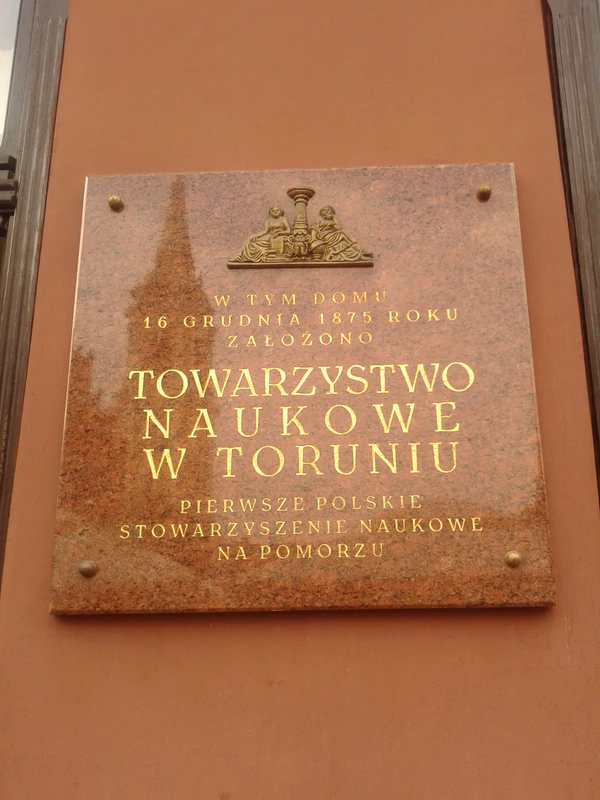 W TYM DOMU
16 GRUDNIA 1875 ROKU
ZAŁOŻONO
TOWARZYSTWO
NAUKOWE
W TORUNIU
PIERWSZE POLSKIE
STOWARZYSZENIE NAUKOWE
NA POMORZU